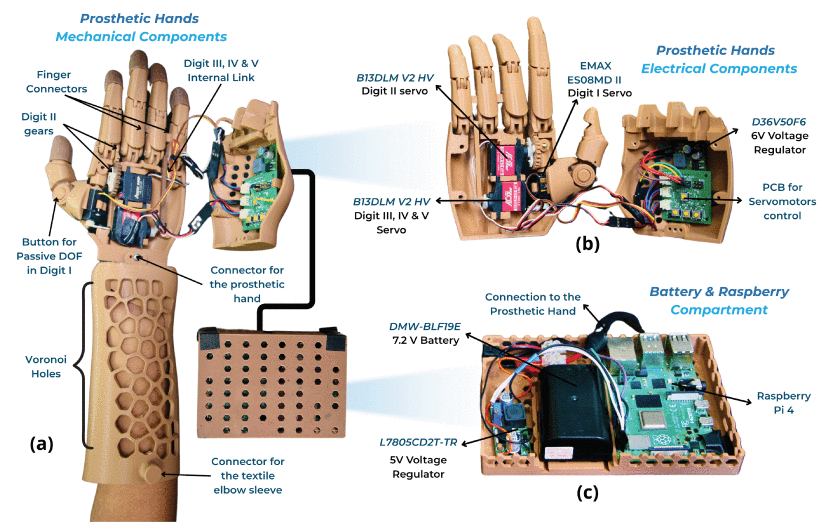 Prosthetic Hands
Mechanical Components
Finger
Connectors
Digit III, IV & V
Internal Link
Digit II
gears
Button for
Passive DOF
in Digit I
Connector for
the prosthetic
hand
Voronoi
Holes
(a)
Connector for
the textile
elbow sleeve
Prosthetic Hands
Electrical Components
B13DLM V2 HV
Digit II servo
EMAX
ES08MD II
Digit I Servo
D36V50F6
6V Voltage
Regulator
B13DLM V2 HV
Digit III, IV & V
Servo
PCB for
Servomotors
control
(b)
Battery & Raspberry
Compartment
Connection to the
Prosthetic Hand
DMW-BLF19E
7.2 V Battery
Raspberry
Pi 4
L7805CD2T-TR
5V Voltage
Regulator
(c)